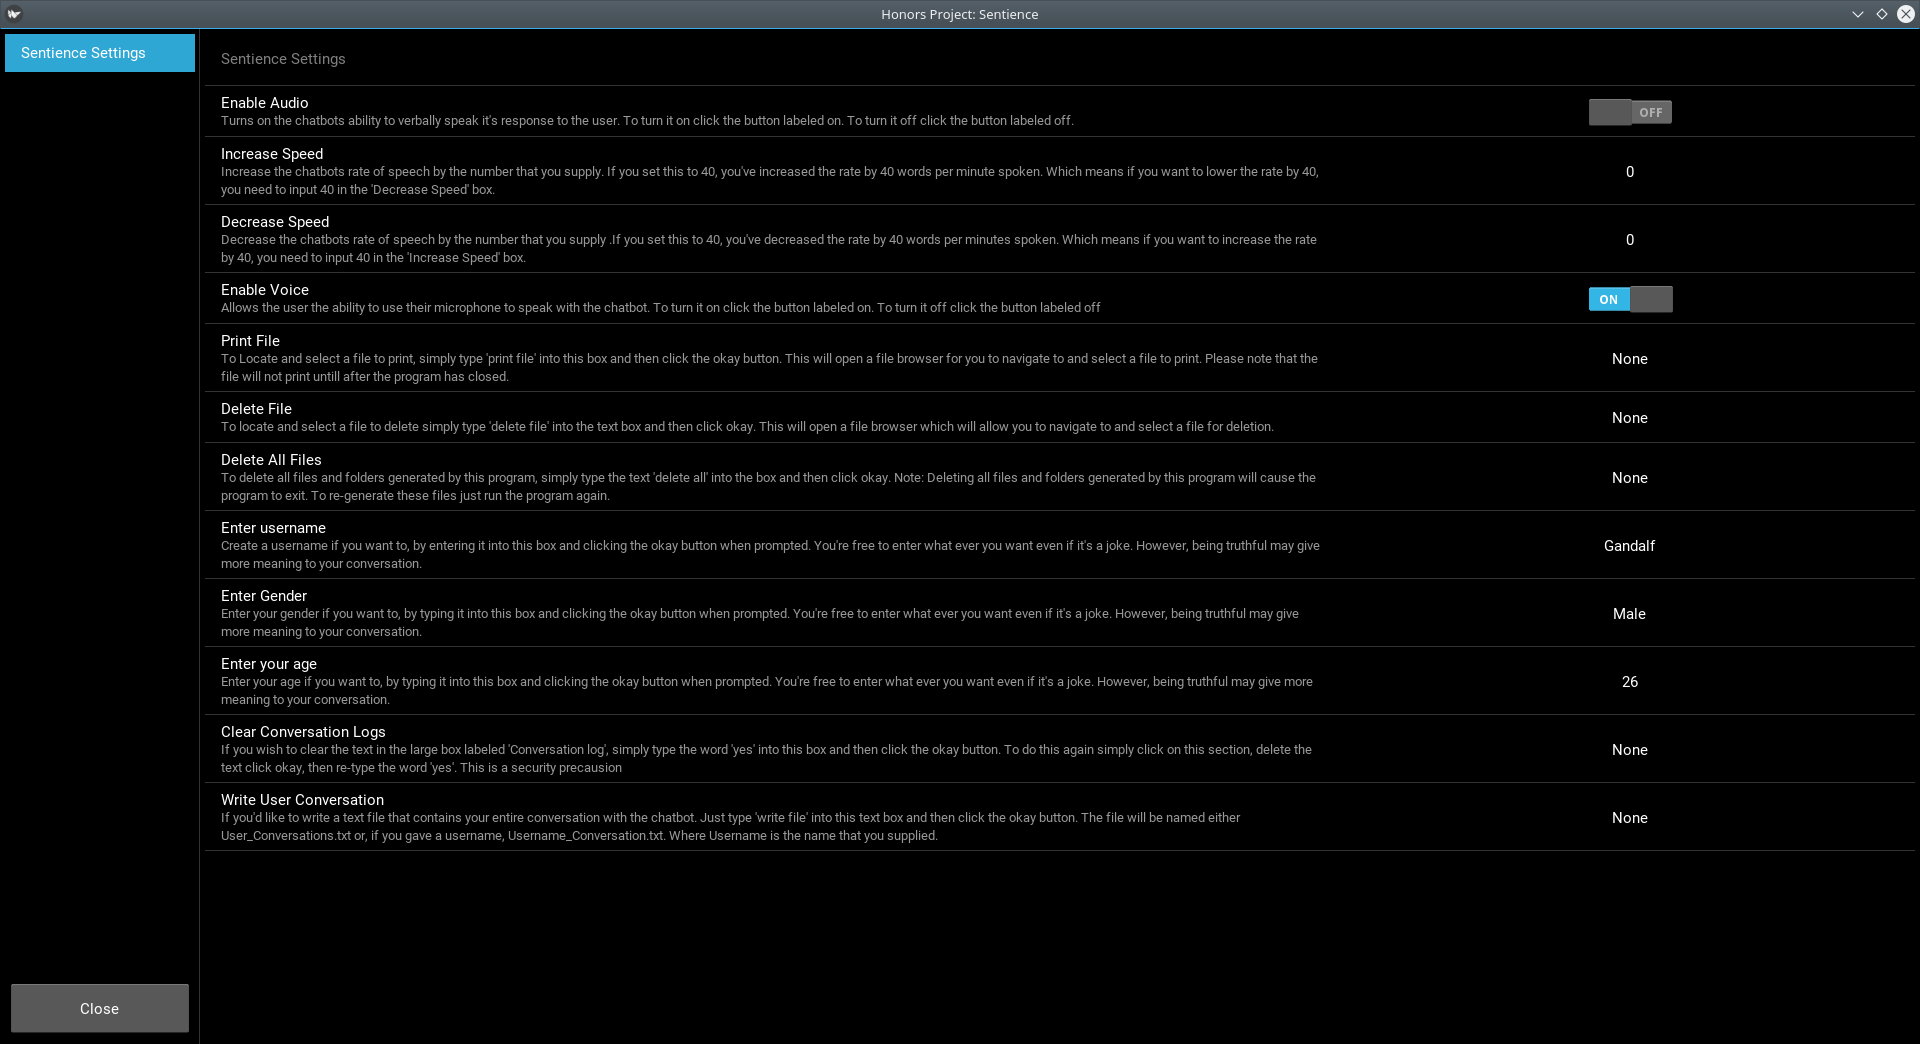 Honors Project: Sentience
Sentience Settings
Sentience Settings
Enable Audio
Turns on the chatbots ability to verbally speak it's response to the user. To turn it on click the button labeled on. To turn it off click the button labeled off.
OFF
Increase Speed
Increase the chatbots rate of speech by the number that you supply. If you set this to 40, you've increased the rate by 40 words per minute spoken. Which means if you want to lower the rate by 40,
you need to input 40 in the 'Decrease Speed' box.
0
Decrease Speed
Decrease the chatbots rate of speech by the number that you supply .If you set this to 40, you've decreased the rate by 40 words per minutes spoken. Which means if you want to increase the rate
by 40, you need to input 40 in the 'Increase Speed' box.
0
Enable Voice
Allows the user the ability to use their microphone to speak with the chatbot. To turn it on click the button labeled on. To turn it off click the button labeled off
ON
Print File
To Locate and select a file to print, simply type 'print file' into this box and then click the okay button. This will open a file browser for you to navigate to and select a file to print. Please note that the
file will not print untill after the program has closed.
None
Delete File
To locate and select a file to delete simply type 'delete file' into the text box and then click okay. This will open a file browser which will allow you to navigate to and select a file for deletion.
None
Delete All Files
To delete all files and folders generated by this program, simply type the text 'delete all' into the box and then click okay. Note: Deleting all files and folders generated by this program will cause the
program to exit. To re-generate these files just run the program again.
None
Enter username
Create a username if you want to, by entering it into this box and clicking the okay button when prompted. You're free to enter what ever you want even if it's a joke. However, being truthful may give
more meaning to your conversation.
Gandalf
Enter Gender
Enter your gender if you want to, by typing it into this box and clicking the okay button when prompted. You're free to enter what ever you want even if it's a joke. However, being truthful may give
more meaning to your conversation.
Male
Enter your age
Enter your age if you want to, by typing it into this box and clicking the okay button when prompted. You're free to enter what ever you want even if it's a joke. However, being truthful may give more
meaning to your conversation.
26
Clear Conversation Logs
If you wish to clear the text in the large box labeled 'Conversation log', simply type the word 'yes' into this box and then click the okay button. To do this again simply click on this section, delete the
text click okay, then re-type the word 'yes'. This is a security precausion
None
Write User Conversation
If you'd like to write a text file that contains your entire conversation with the chatbot. Just type 'write file' into this text box and then click the okay button. The file will be named either
User_Conversations.txt or, if you gave a username, Username_Conversation.txt. Where Username is the name that you supplied.
None
Close